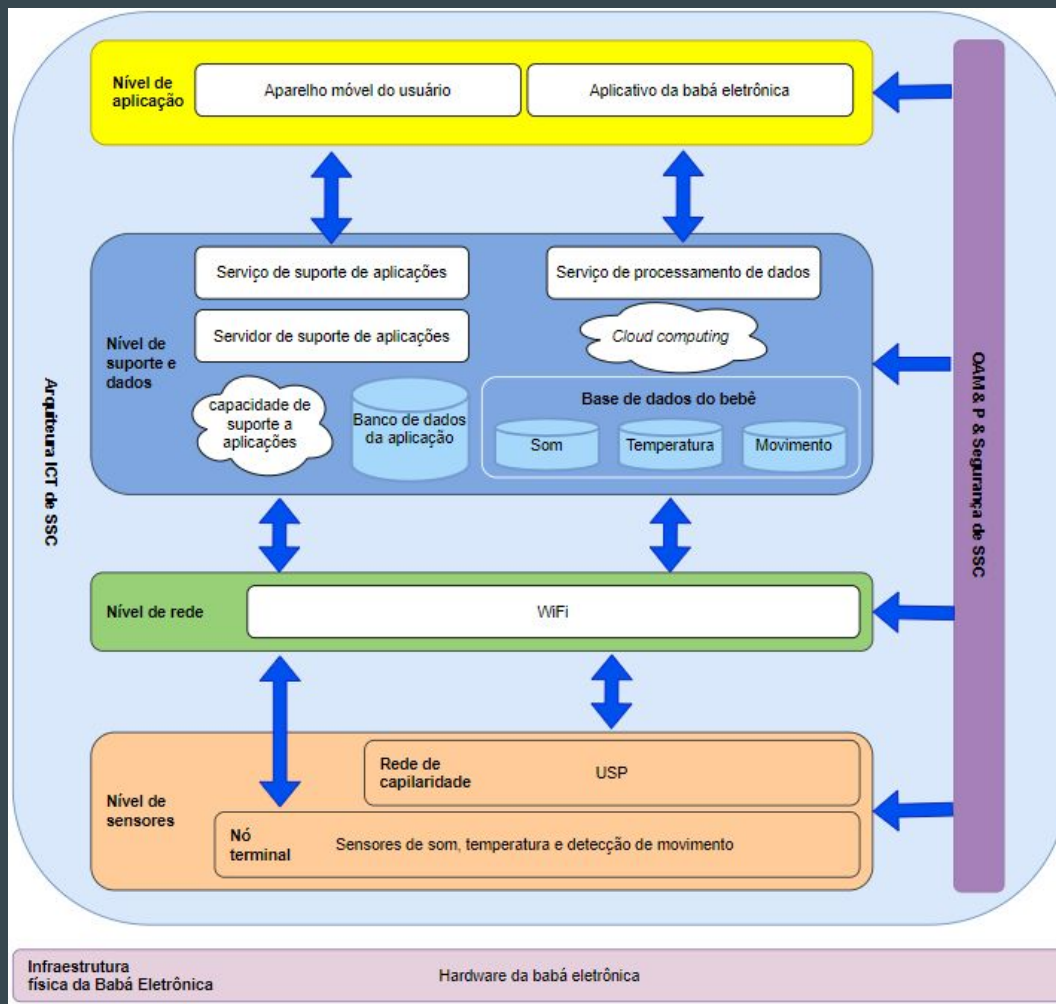 Nível de
aplicação
Aparelho móvel do usuário
Aplicativo da babá eletrônica
Serviço de suporte de aplicações
Serviço de processamento de dados
Servidor de suporte de aplicações
Cloud computing
Nível de
suporte e
dados
capacidade de
suporte a
aplicações
Banco de dados
da aplicação
Base de dados do bebê
Som
Temperatura
Movimento
Arquiteura ICT de SSC
OAM & P & Segurança de SSC
Nível de rede
WiFi
Nível de
sensores
Rede de
capilaridade
USP
Nó
terminal
Sensores de som, temperatura e detecção de movimento
Infraestrutura
física da Babá Eletrônica
Hardware da babá eletrônica